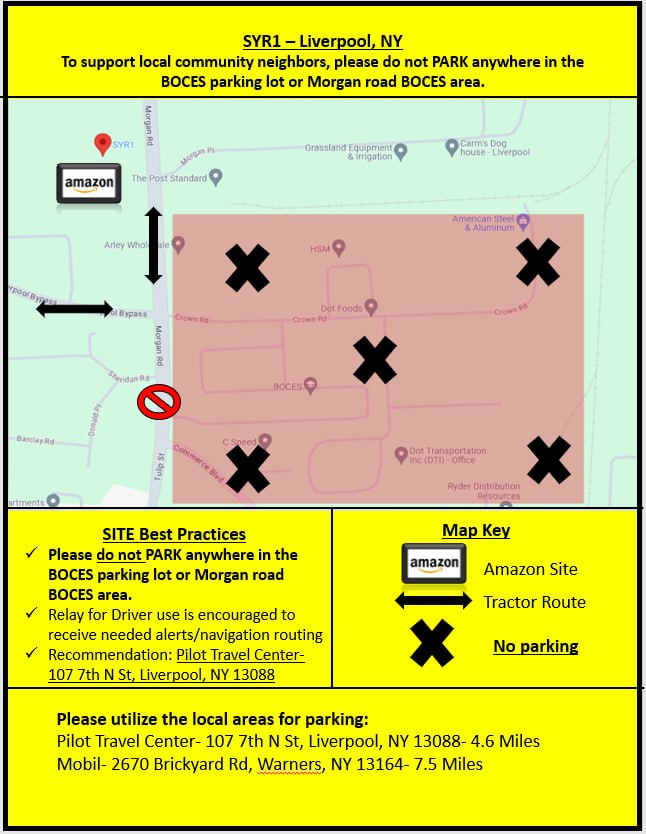 SYR1 – Liverpool, NY
To support local community neighbors, please do not PARK anywhere in the
BOCES parking lot or Morgan road BOCES area.
Morgan Rd
SYR1
Morgan Pl
Grassland Equipment
& Irrigation
Carm's Dog
house - Liverpool
The Post Standard
amazon
American Steel
& Aluminum
Arley Wholesale
HSM
rpool Bypass
ol Bypass
Dot Foods
Crown Rd
Crown Rd
Crown Rd
Morgan Rd
Sheridan Rd
BOCES
Donald Pl
Barclay Rd
C Speed
Commerce Blvd
Tulip St
Dot Transportation
Inc (DTI) - Office
Ryder Distribution
Resources
artments
SITE Best Practices
✓ Please do not PARK anywhere in the
BOCES parking lot or Morgan road
BOCES area.
✓ Relay for Driver use is encouraged to
receive needed alerts/navigation routing
✓ Recommendation: Pilot Travel Center-
107 7th N St, Liverpool, NY 13088
Map Key
amazon
Amazon Site
Tractor Route
No parking
Please utilize the local areas for parking:
Pilot Travel Center- 107 7th N St, Liverpool, NY 13088- 4.6 Miles
Mobil- 2670 Brickyard Rd, Warners, NY 13164- 7.5 Miles